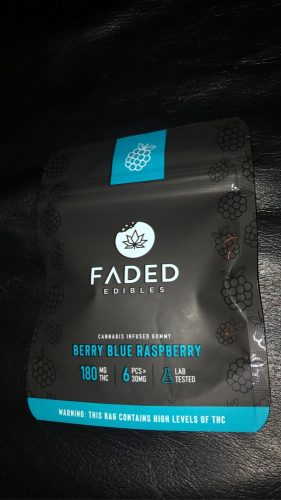 FADED
EDIBLES
CANNABIS INFUSED GUMMY
BERRY BLUE RASPBERRY
180 MG THC
6 PCS× 30MG
LAB TESTED
WARNING: THIS BAG CONTAINS HIGH LEVELS OF THC